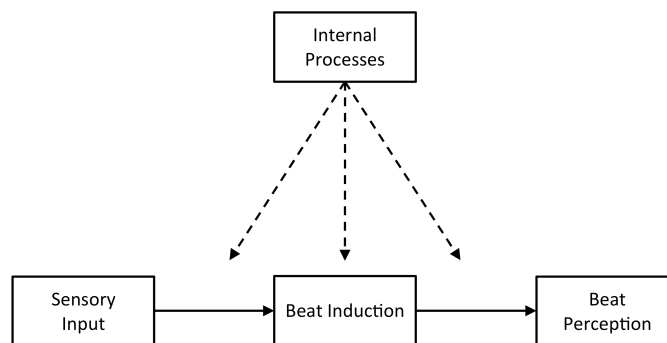 Internal
Processes
Sensory
Input
Beat Induction
Beat
Perception